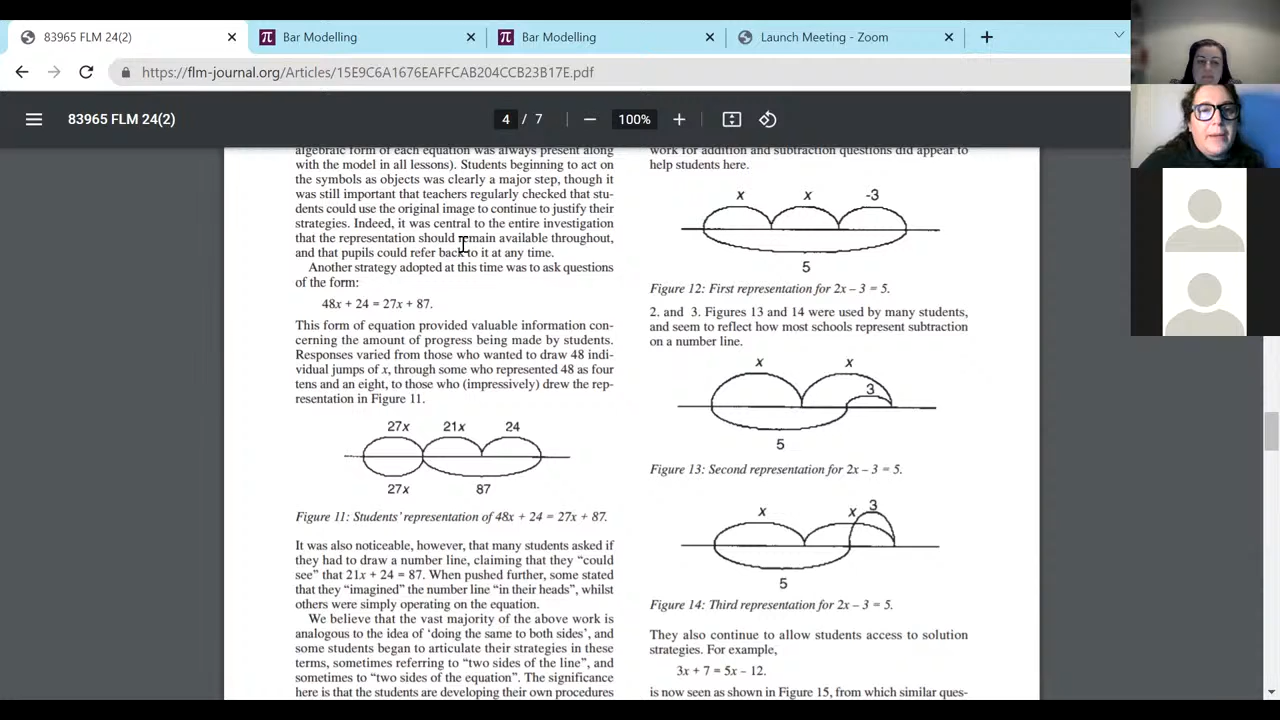 83965 FLM 24(2)
Bar Modelling
Bar Modelling
Launch Meeting - Zoom
https://flm-journal.org/Articles/15E9C6A1676EAFFCAB204CCB23B17E.pdf
83965 FLM 24(2)
4 / 7
100%
algebraic form of each equation was always present along
with the model in all lessons). Students beginning to act on
the symbols as objects was clearly a major step, though it
was still important that teachers regularly checked that stu-
dents could use the original image to continue to justify their
strategies. Indeed, it was central to the entire investigation
that the representation should remain available throughout,
and that pupils could refer back to it at any time.
Another strategy adopted at this time was to ask questions
of the form:
48x + 24 = 27x + 87.
This form of equation provided valuable information con-
cerning the amount of progress being made by students.
Responses varied from those who wanted to draw 48 indi-
vidual jumps of x, through some who represented 48 as four
tens and an eight, to those who (impressively) drew the rep-
resentation in Figure 11.
27x 21x 24
27x 87
Figure 11: Students' representation of 48x + 24 = 27x + 87.
It was also noticeable, however, that many students asked if
they had to draw a number line, claiming that they “could
see” that 21x + 24 = 87. When pushed further, some stated
that they “imagined” the number line “in their heads”, whilst
others were simply operating on the equation.
We believe that the vast majority of the above work is
analogous to the idea of ‘doing the same to both sides’, and
some students began to articulate their strategies in these
terms, sometimes referring to “two sides of the line”, and
sometimes to “two sides of the equation”. The significance
here is that the students are developing their own procedures
work for addition and subtraction questions did appear to
help students here.
x x -3
5
Figure 12: First representation for 2x – 3 = 5.
2. and 3. Figures 13 and 14 were used by many students,
and seem to reflect how most schools represent subtraction
on a number line.
x x
3
5
Figure 13: Second representation for 2x – 3 = 5.
x x 3
5
Figure 14: Third representation for 2x – 3 = 5.
They also continue to allow students access to solution
strategies. For example,
3x + 7 = 5x – 12.
is now seen as shown in Figure 15, from which similar ques-